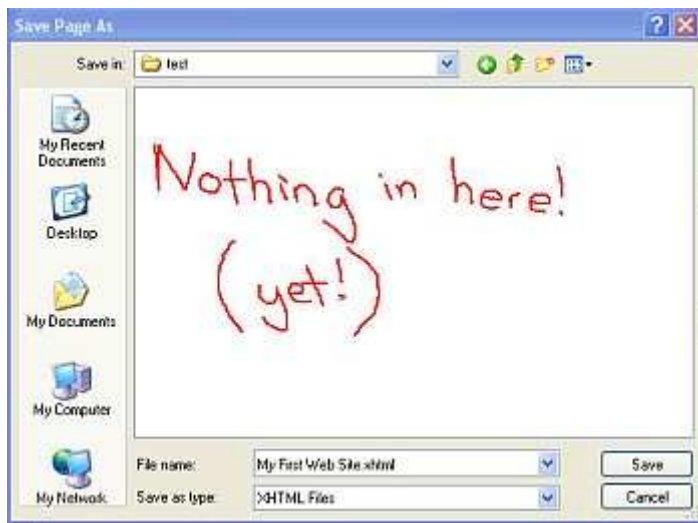 Save Page As
Save in: test
My Recent
Documents
Desktop
My Documents
My Computer
My Network
Nothing in here!
(yet!)
File name: My First Web Site.xhtml Save
Save as type: XHTML Files Cancel